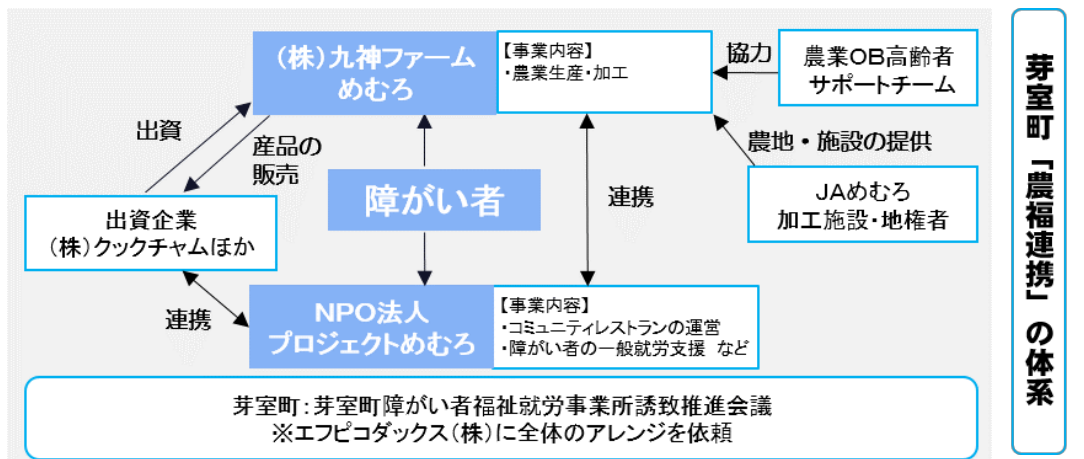 芽室町「農福連携」の体系
(株)九神ファーム
めむろ
【事業内容】
・農業生産・加工
協力
農業OB高齢者
サポートチーム
出資
産品の
販売
農地・施設の提供
障がい者
連携
JAめむろ
加工施設・地権者
出資企業
(株)クックチャムほか
連携
NPO法人
プロジェクトめむろ
【事業内容】
・コミュニティレストランの運営
・障がい者の一般就労支援 など
芽室町:芽室町障がい者福祉就労事業所誘致推進会議
※エフピコダックス(株)に全体のアレンジを依頼